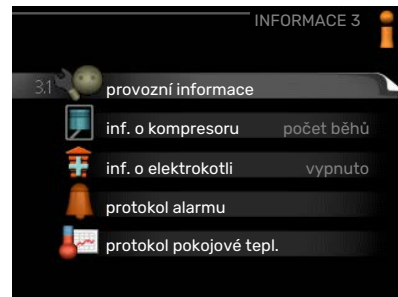 INFORMACE 3
3.1 provozní informace
inf. o kompresoru počet běhů
inf. o elektrokotli vypnuto
protokol alarmu
protokol pokojové tepl.